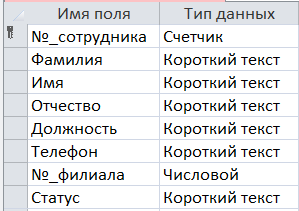 Имя поля Тип данных
№_сотрудника Счетчик
Фамилия Короткий текст
Имя Короткий текст
Отчество Короткий текст
Должность Короткий текст
Телефон Короткий текст
№_филиала Числовой
Статус Короткий текст